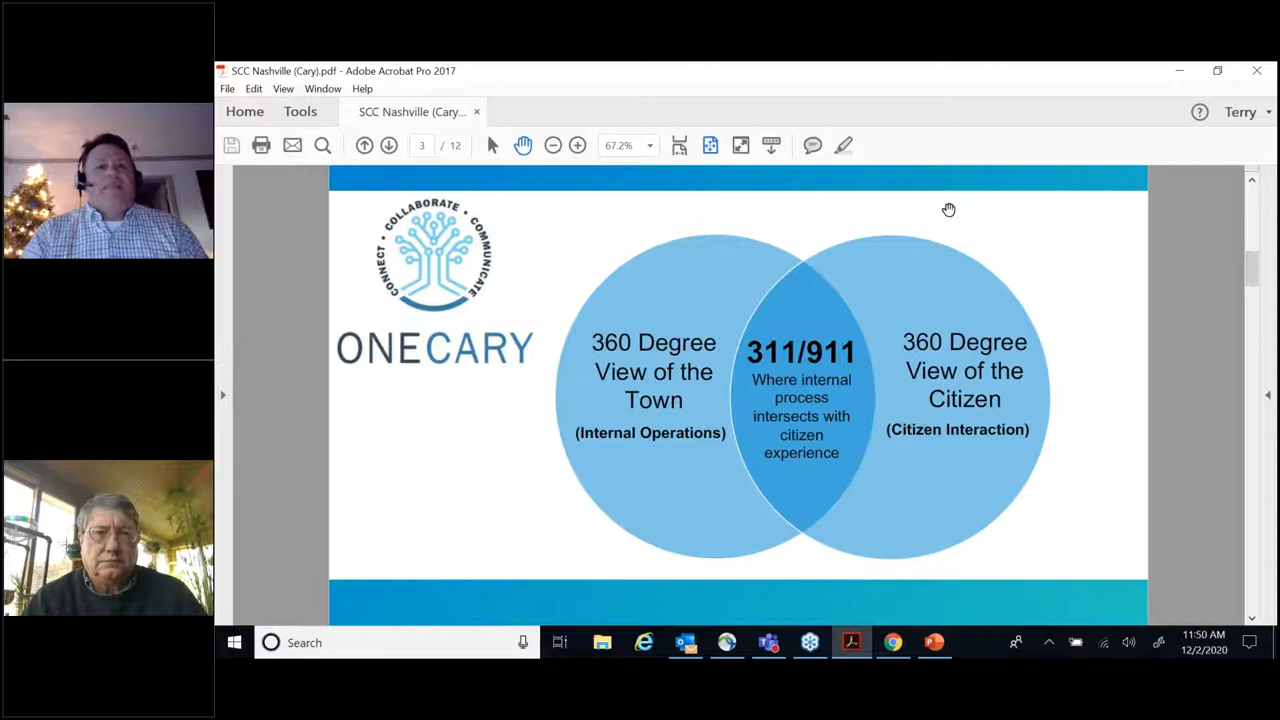 SCC Nashville (Cary).pdf - Adobe Acrobat Pro 2017
File Edit View Window Help
Home Tools SCC Nashville (Cary... ×
Terry
3 / 12 67.2%
CONNECT • COLLABORATE • COMMUNICATE
ONECARY
360 Degree
View of the
Town
(Internal Operations)
311/911
Where internal
process
intersects with
citizen
experience
360 Degree
View of the
Citizen
(Citizen Interaction)
Search
11:50 AM
12/2/2020